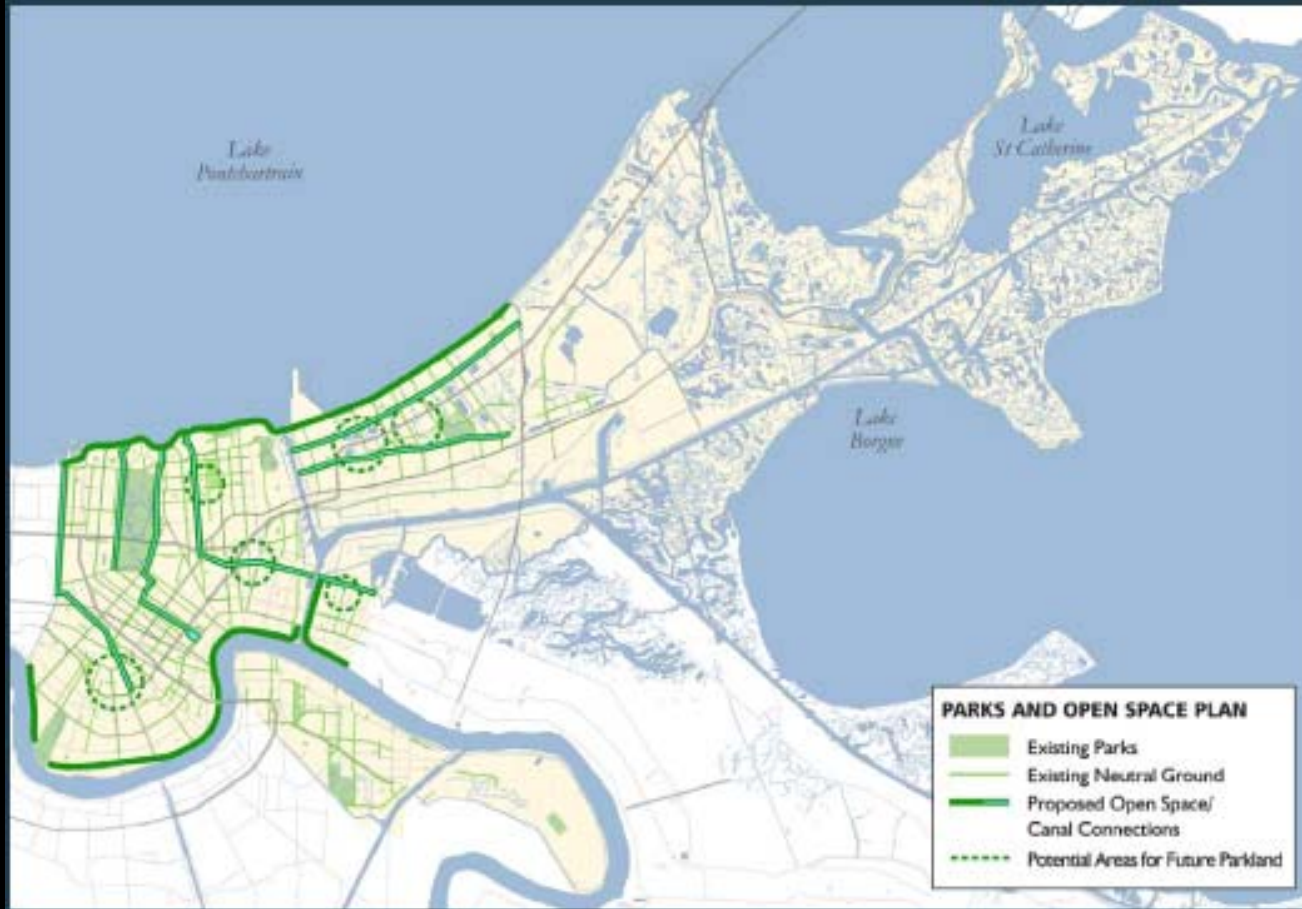 Lake
Pontchartrain
Lake
St Catherine
Lake
Borgne
PARKS AND OPEN SPACE PLAN
Existing Parks
Existing Neutral Ground
Proposed Open Space/
Canal Connections
Potential Areas for Future Parkland